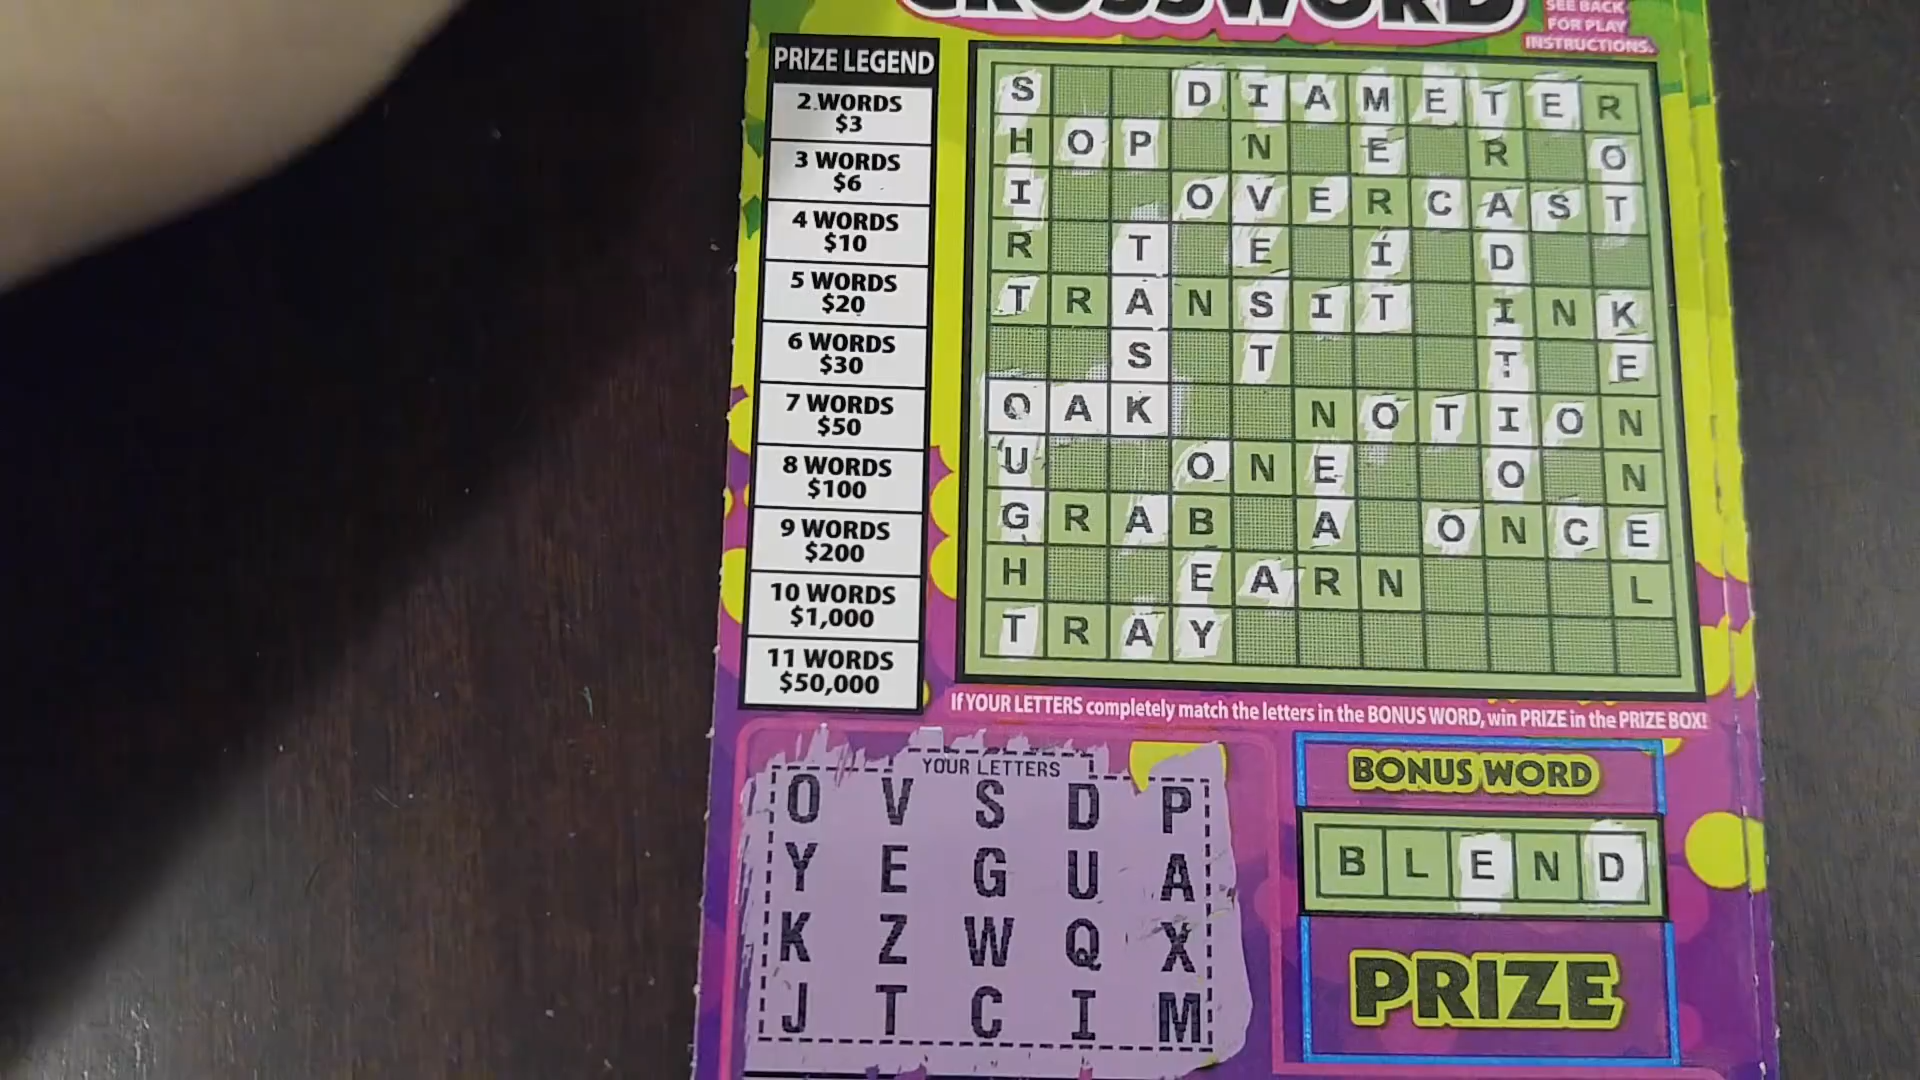 CROSSWORD
SEE BACK
FOR PLAY
INSTRUCTIONS.
PRIZE LEGEND
2 WORDS
$3
3 WORDS
$6
4 WORDS
$10
5 WORDS
$20
6 WORDS
$30
7 WORDS
$50
8 WORDS
$100
9 WORDS
$200
10 WORDS
$1,000
11 WORDS
$50,000
S D I A M E T E R
H O P N E R O
I O V E R C A S T
R T E I D
T R A N S I T I N K
S T T E
O A K N O T I O N
U O N E O N
G R A B A O N C E
H E A R N L
T R A Y
If YOUR LETTERS completely match the letters in the BONUS WORD, win PRIZE in the PRIZE BOX!
YOUR LETTERS
O V S D P
Y E G U A
K Z W Q X
J T C I M
BONUS WORD
B L E N D
PRIZE